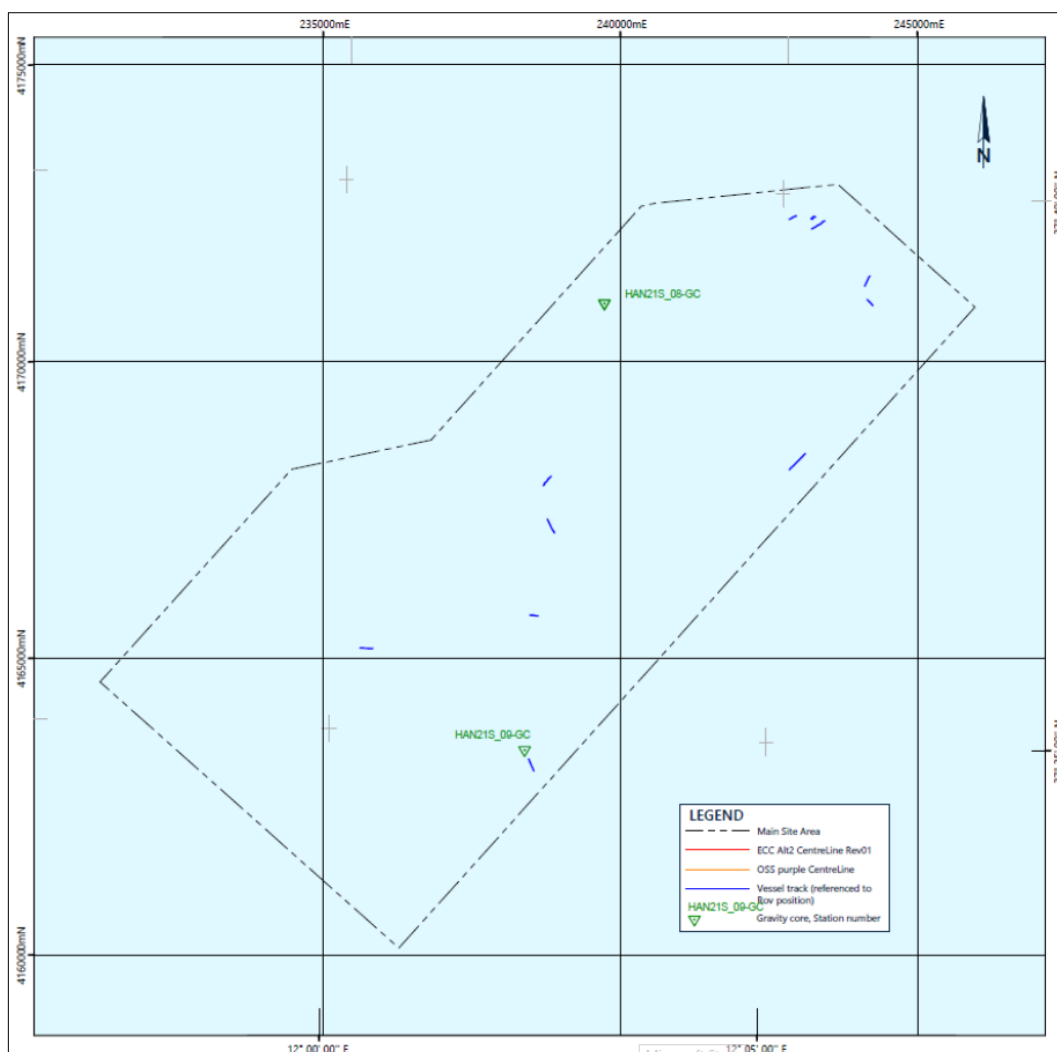 235000mE
240000mE
245000mE
4175000mN
N
HAN21S_08-GC
4170000mN
4165000mN
HAN21S_09-GC
LEGEND
Main Site Area
ECC Alt2 CentreLine Rev01
OSS purple CentreLine
Vessel track (referenced to
Rov position)
HAN21S_09-GC
Gravity core, Station number
4160000mN
12° 00' 00" E
12° 05' 00" E